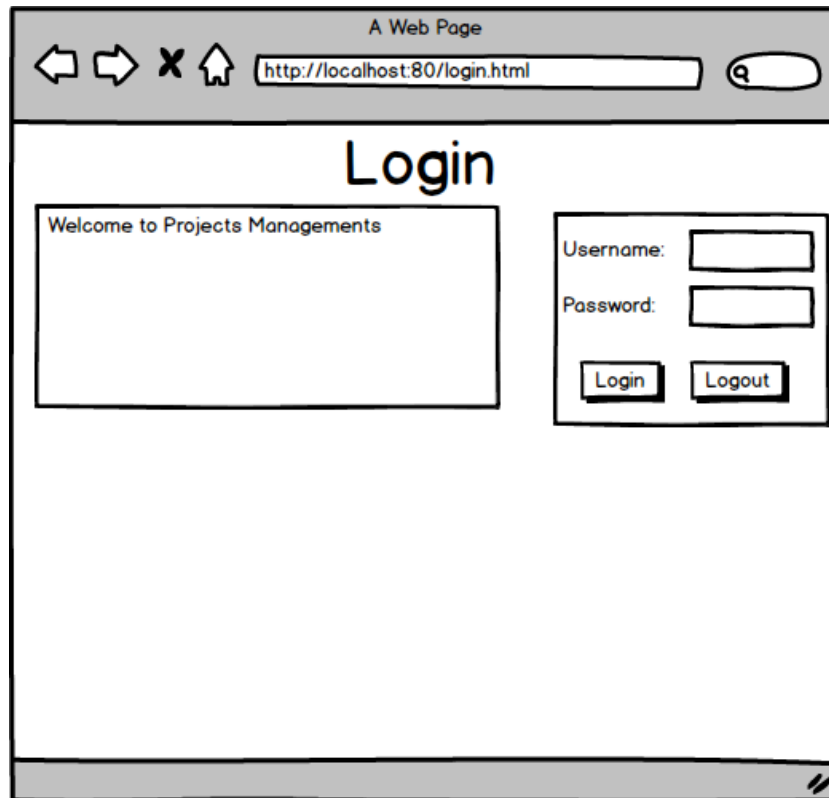 A Web Page
http://localhost:80/login.html
Login
Welcome to Projects Managements
Username:
Password:
Login Logout